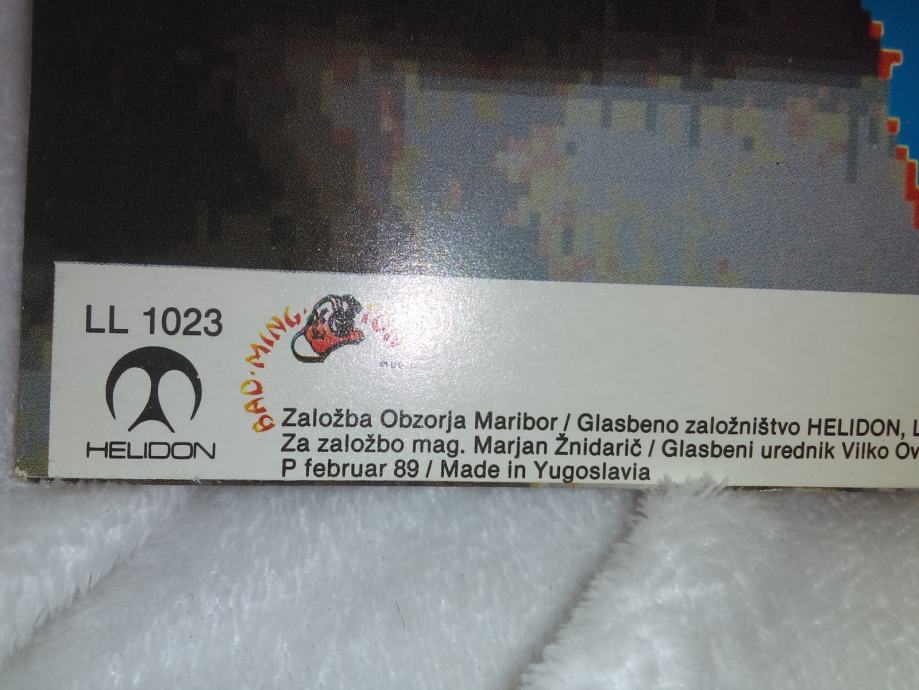 LL 1023
BAD·MING·
HELIDON
Založba Obzorja Maribor / Glasbeno založništvo HELIDON,
Za založbo mag. Marjan Žnidarič / Glasbeni urednik Vilko
P februar 89 / Made in Yugoslavia